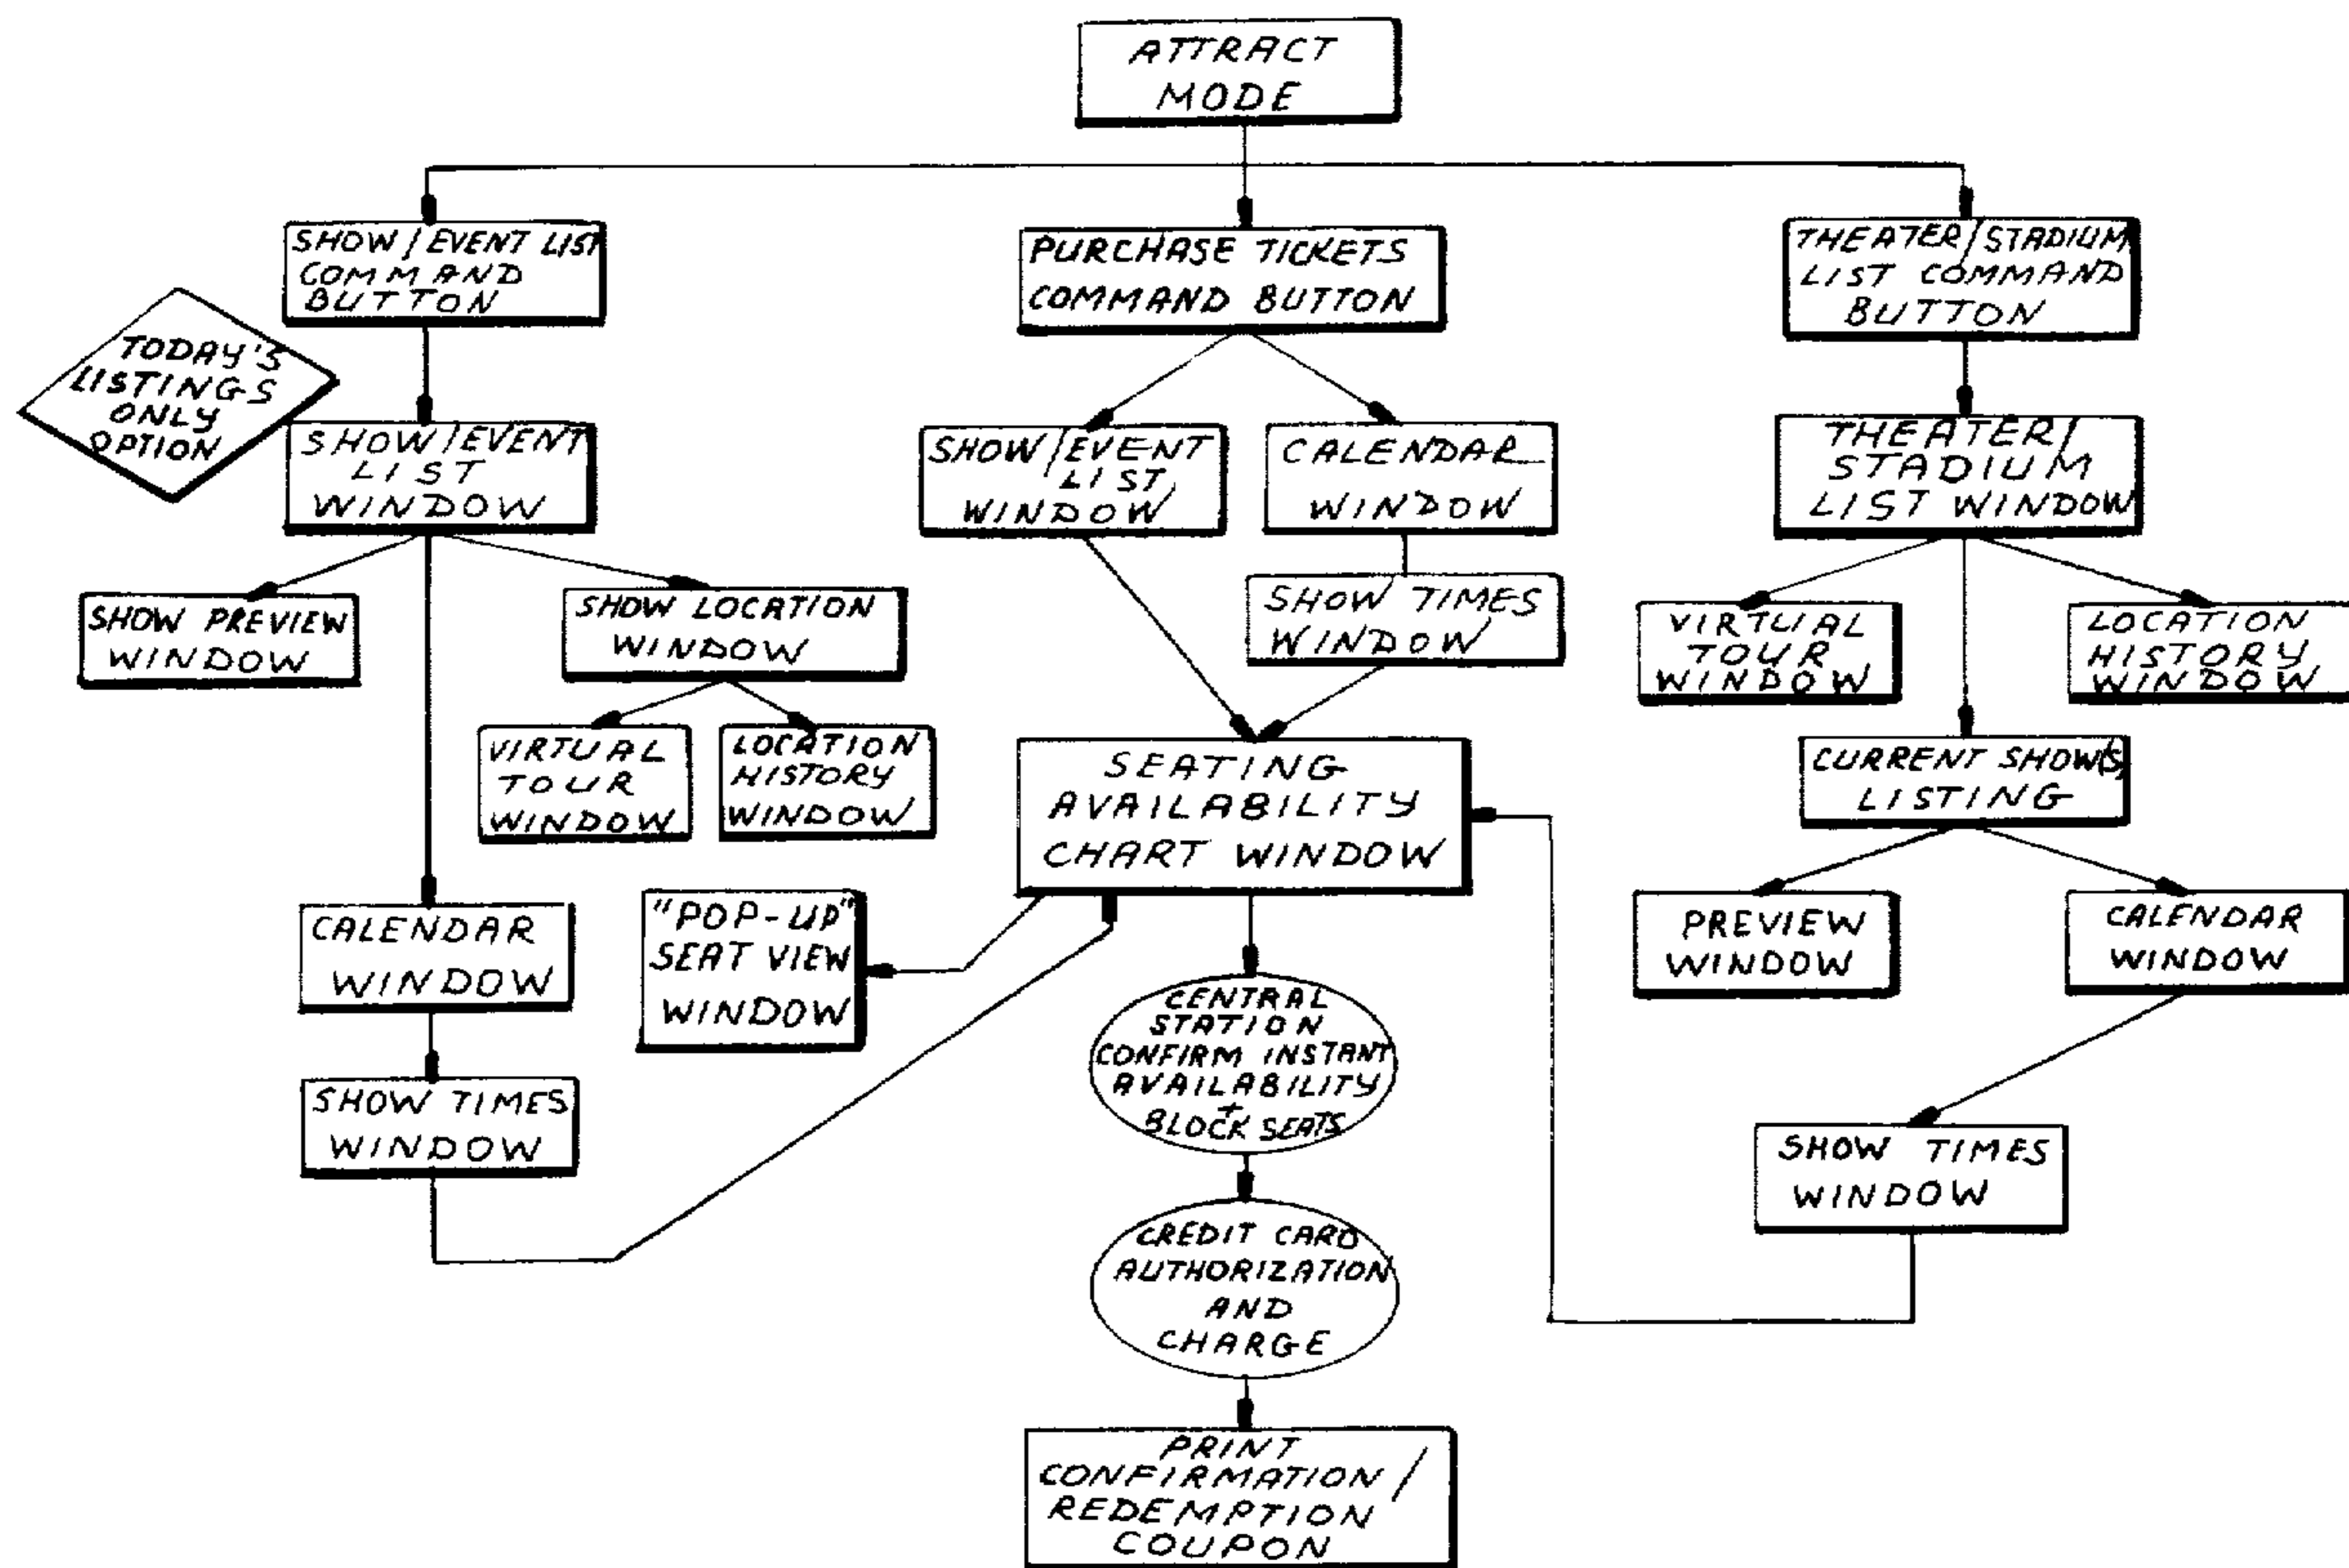 ATTRACT
MODE
SHOW/EVENT LIST
COMMAND
BUTTON
PURCHASE TICKETS
COMMAND BUTTON
THEATER/STADIUM
LIST COMMAND
BUTTON
TODAY'S
LISTINGS
ONLY
OPTION
SHOW/EVENT
LIST
WINDOW
SHOW/EVENT
LIST
WINDOW
CALENDAR
WINDOW
THEATER/
STADIUM
LIST WINDOW
SHOW PREVIEW
WINDOW
SHOW LOCATION
WINDOW
SHOW TIMES
WINDOW
VIRTUAL
TOUR
WINDOW
LOCATION
HISTORY
WINDOW
VIRTUAL
TOUR
WINDOW
LOCATION
HISTORY
WINDOW
SEATING
AVAILABILITY
CHART WINDOW
CURRENT SHOW(S)
LISTING
CALENDAR
WINDOW
"POP-UP"
SEAT VIEW
WINDOW
PREVIEW
WINDOW
CALENDAR
WINDOW
CENTRAL
STATION
CONFIRM INSTANT
AVAILABILITY
+
BLOCK SEATS
SHOW TIMES
WINDOW
SHOW TIMES
WINDOW
CREDIT CARD
AUTHORIZATION
AND
CHARGE
PRINT
CONFIRMATION/
REDEMPTION
COUPON